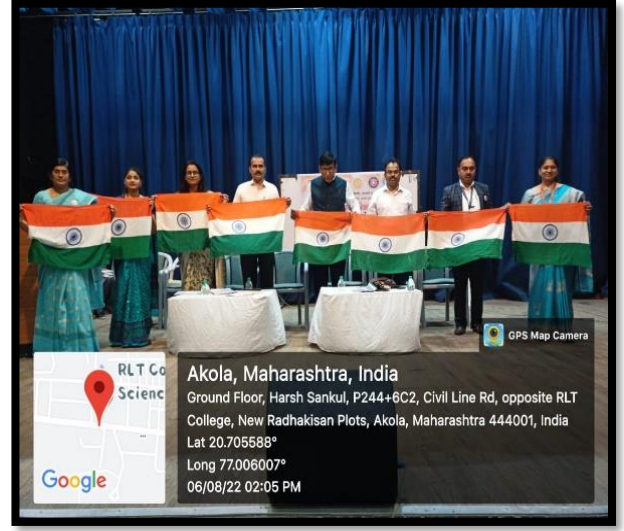 GPS Map Camera
RLT Co
Scienc
Google
Akola, Maharashtra, India
Ground Floor, Harsh Sankul, P244+6C2, Civil Line Rd, opposite RLT
College, New Radhakisan Plots, Akola, Maharashtra 444001, India
Lat 20.705588°
Long 77.006007°
06/08/22 02:05 PM